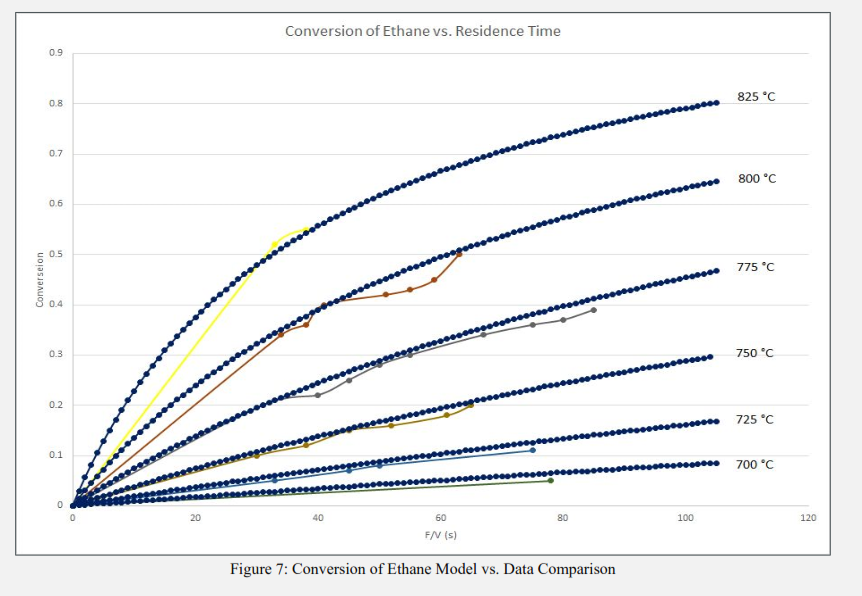 Conversion of Ethane vs. Residence Time
0.9
0.8
0.7
0.6
0.5
0.4
0.3
0.2
0.1
0
Converseion
825 °C
800 °C
775 °C
750 °C
725 °C
700 °C
0 20 40 60 80 100 120
F/V (s)
Figure 7: Conversion of Ethane Model vs. Data Comparison